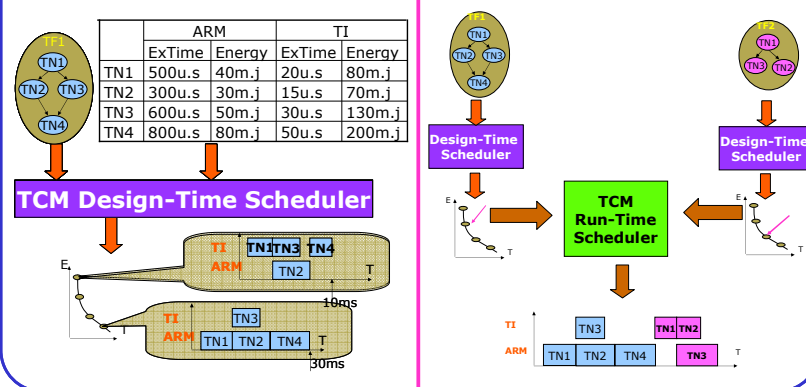 TF1
TN1
TN2 TN3
TN4
ARM TI
ExTime Energy ExTime Energy
TN1 500u.s 40m.j 20u.s 80m.j
TN2 300u.s 30m.j 15u.s 70m.j
TN3 600u.s 50m.j 30u.s 130m.j
TN4 800u.s 80m.j 50u.s 200m.j
TCM Design-Time Scheduler
E
T
TI TN1 TN3 TN4
ARM TN2 T
10ms
TI TN3
ARM TN1 TN2 TN4 T
30ms
TF1
TN1
TN2 TN3
TN4
Design-Time
Scheduler
E
T
TF2
TN1
TN3 TN2
Design-Time
Scheduler
E
T
TCM
Run-Time
Scheduler
TI TN3 TN1 TN2
ARM TN1 TN2 TN4 TN3 T